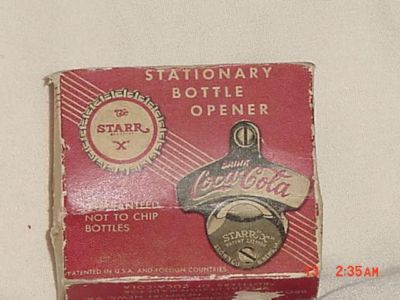 STATIONARY
BOTTLE
OPENER
The
STARR
"X"
DRINK
Coca-Cola
GUARANTEED
NOT TO CHIP
BOTTLES
STARR "X"
PATENTED IN U.S.A. AND FOREIGN COUNTRIES
2:35AM